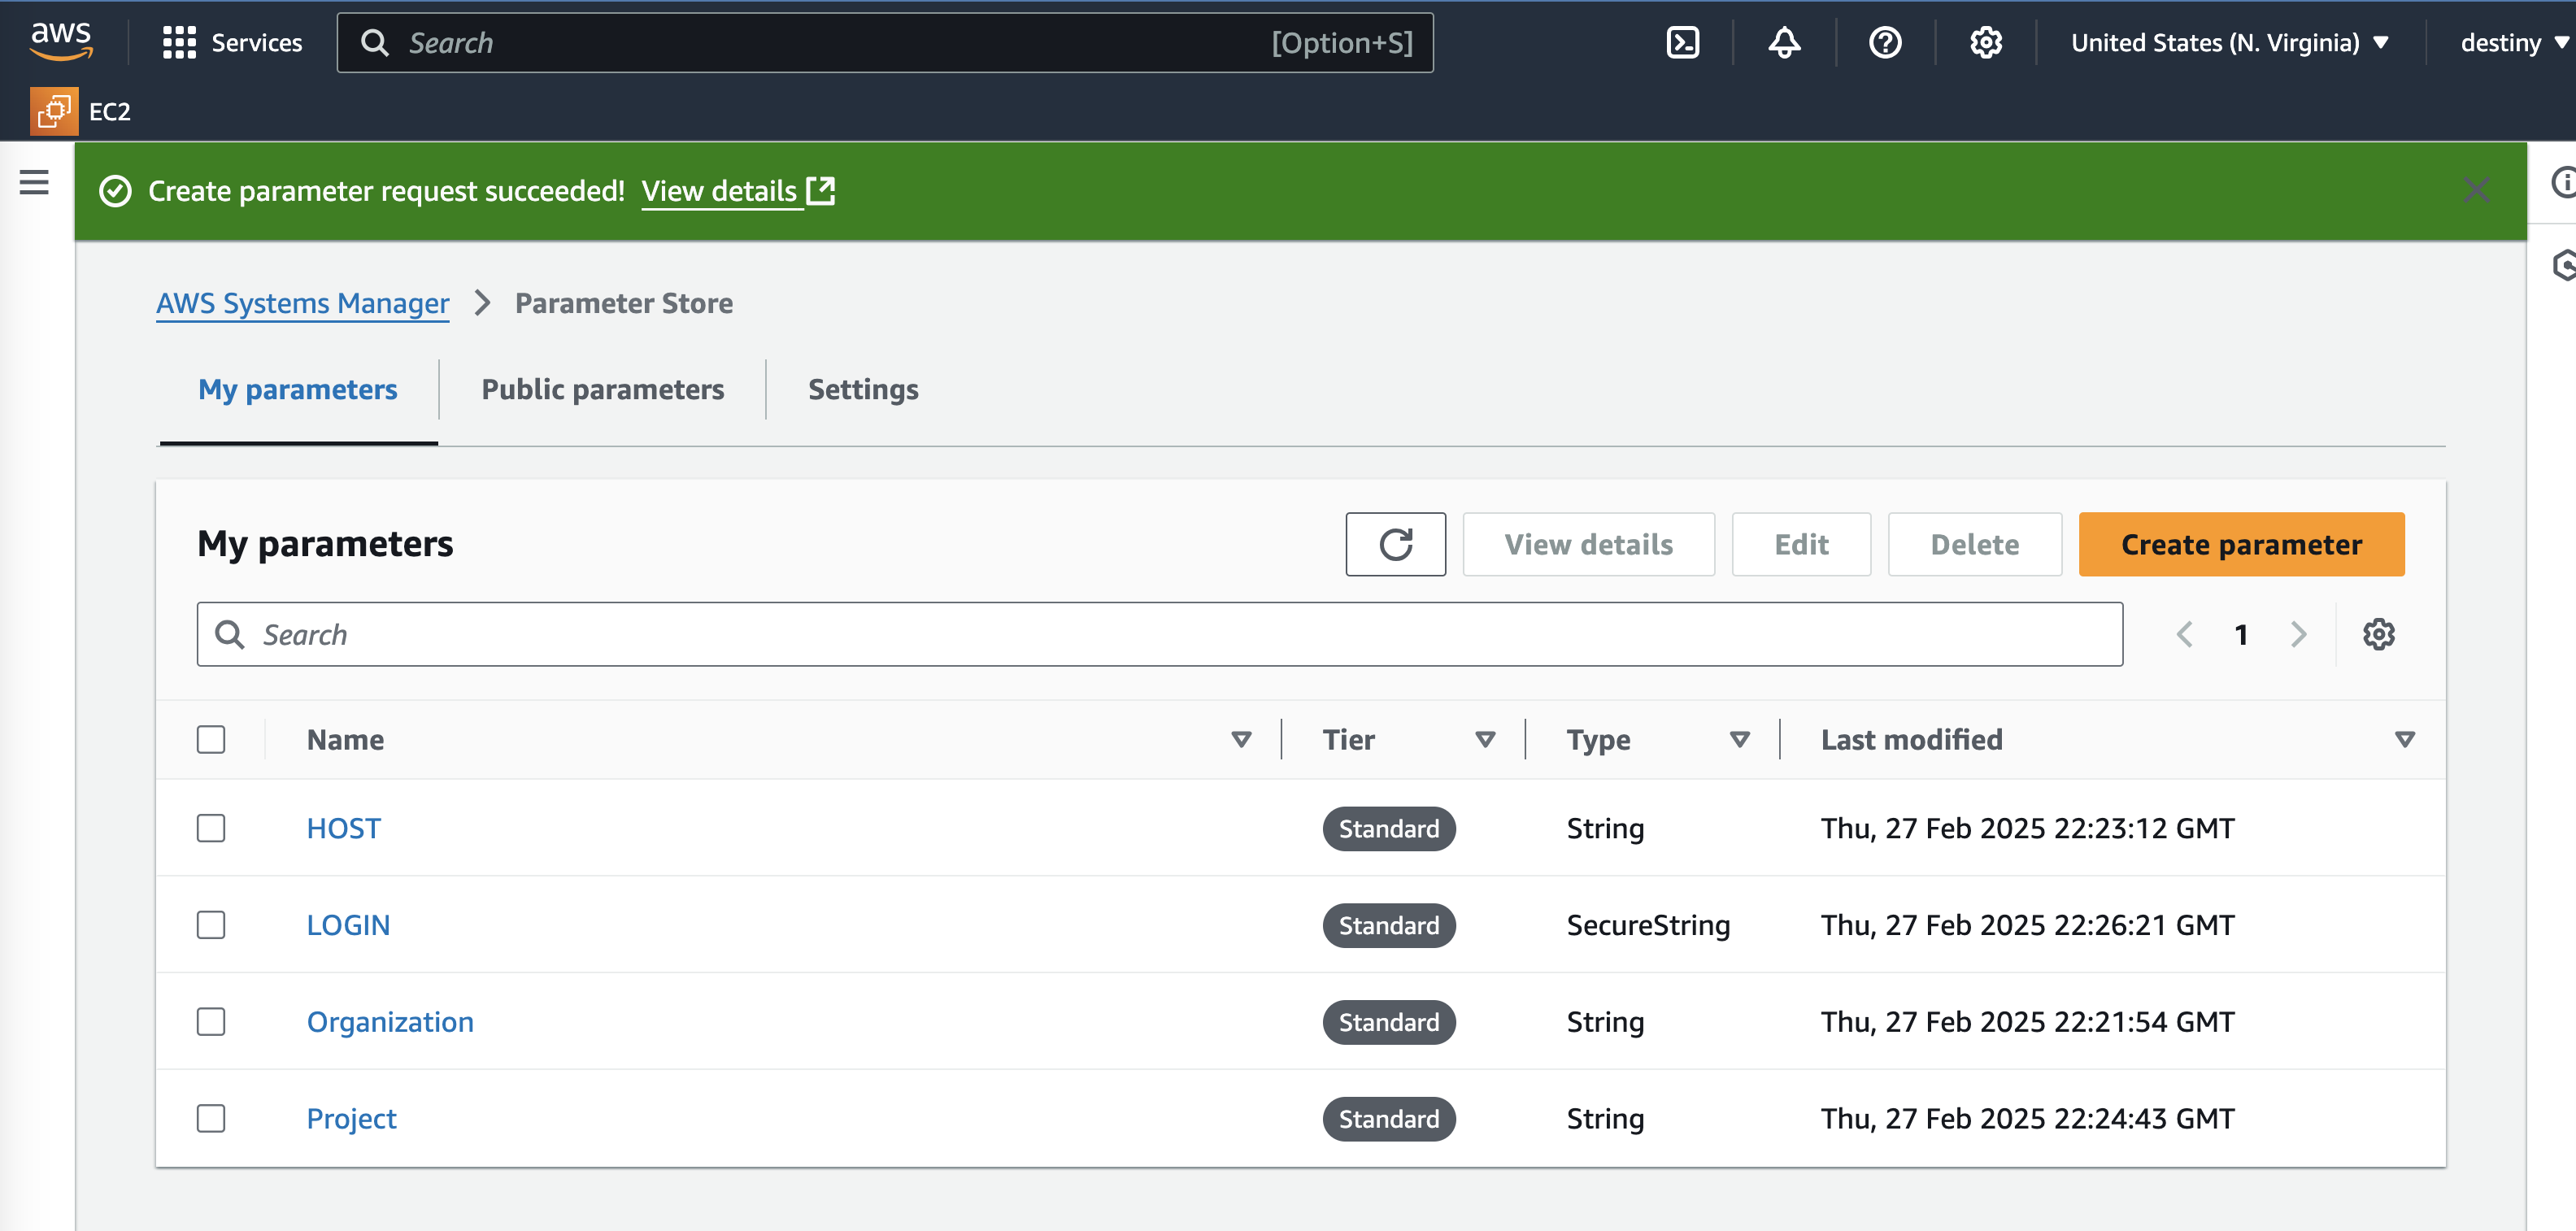 aws
Services
Search [Option+S]
United States (N. Virginia)
destiny
EC2
Create parameter request succeeded! View details
AWS Systems Manager > Parameter Store
My parameters
Public parameters
Settings
My parameters
View details
Edit
Delete
Create parameter
Search
1
Name Tier Type Last modified
HOST Standard String Thu, 27 Feb 2025 22:23:12 GMT
LOGIN Standard SecureString Thu, 27 Feb 2025 22:26:21 GMT
Organization Standard String Thu, 27 Feb 2025 22:21:54 GMT
Project Standard String Thu, 27 Feb 2025 22:24:43 GMT